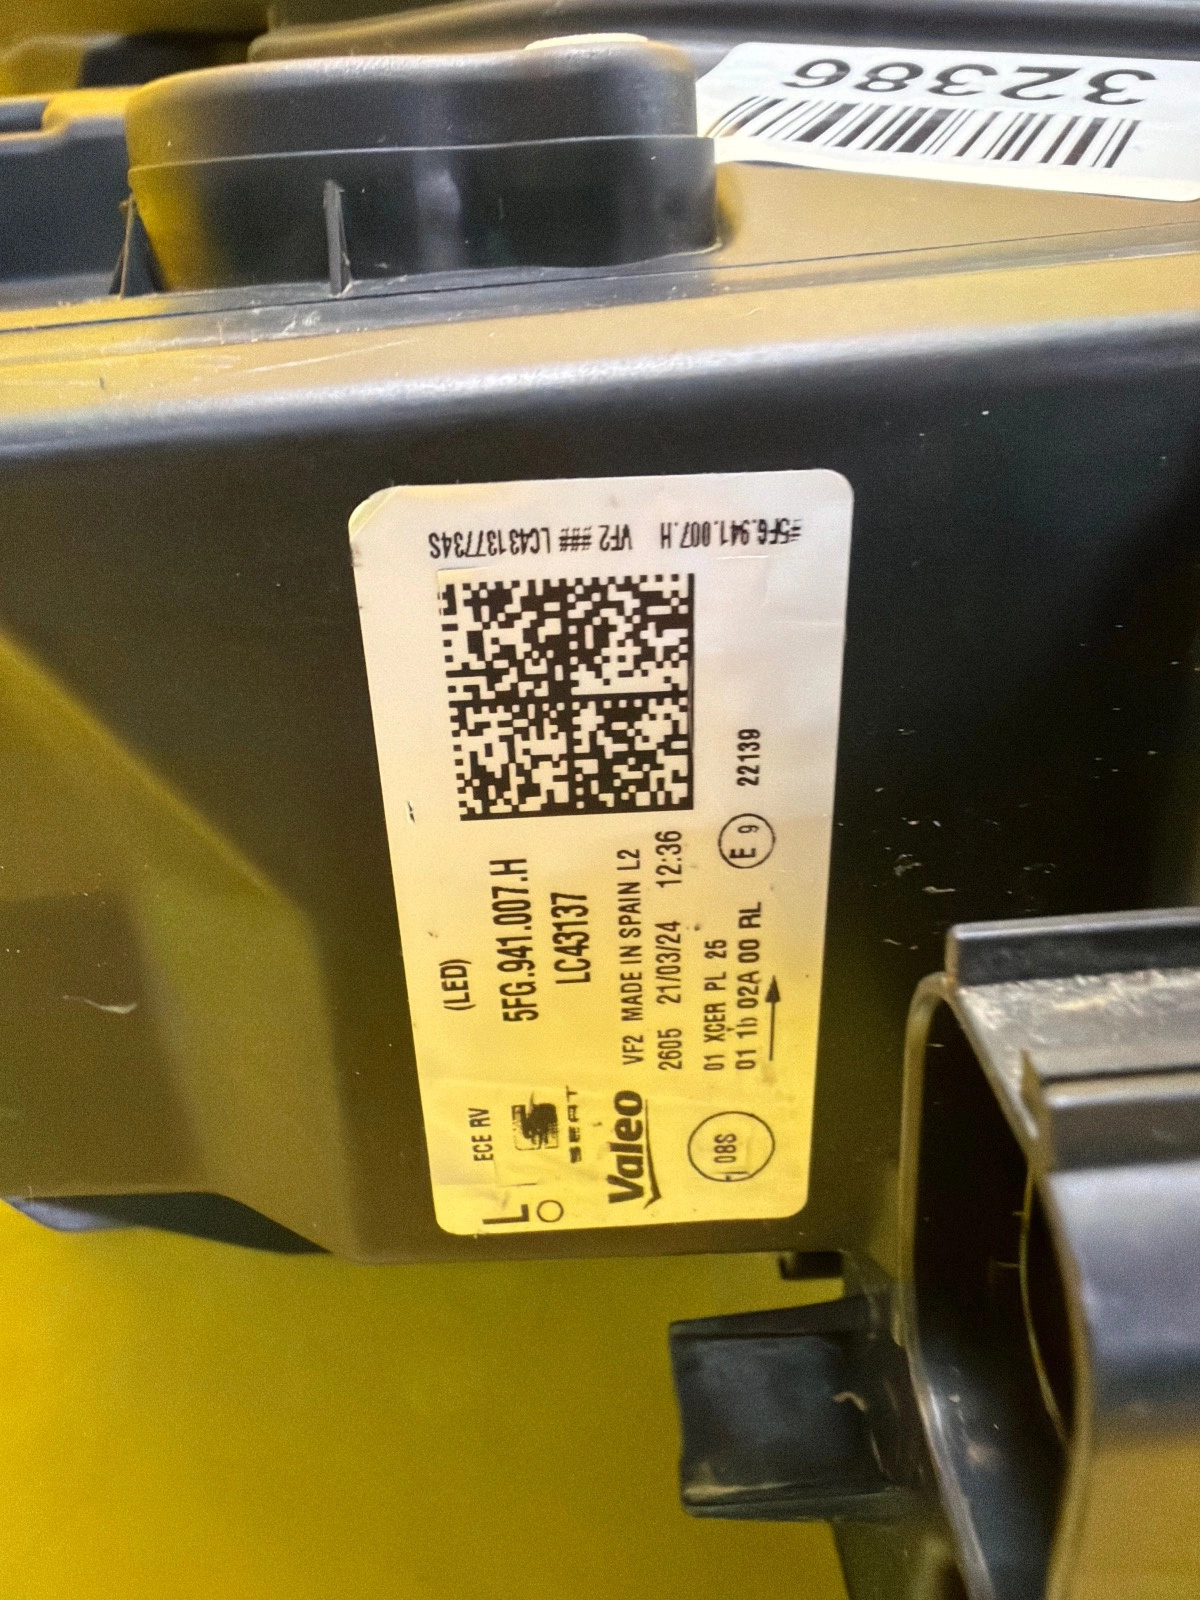 32386
#5FG.941.007.H VF2 ### LC43137734S
L ECE RV (LED)
SEAT 5FG.941.007.H
LC43137
Valeo VF2 MADE IN SPAIN L2
2605 21/03/24 12:36
08S
01 XCER PL 25
01 1b 02A 00 RL E 9 22139